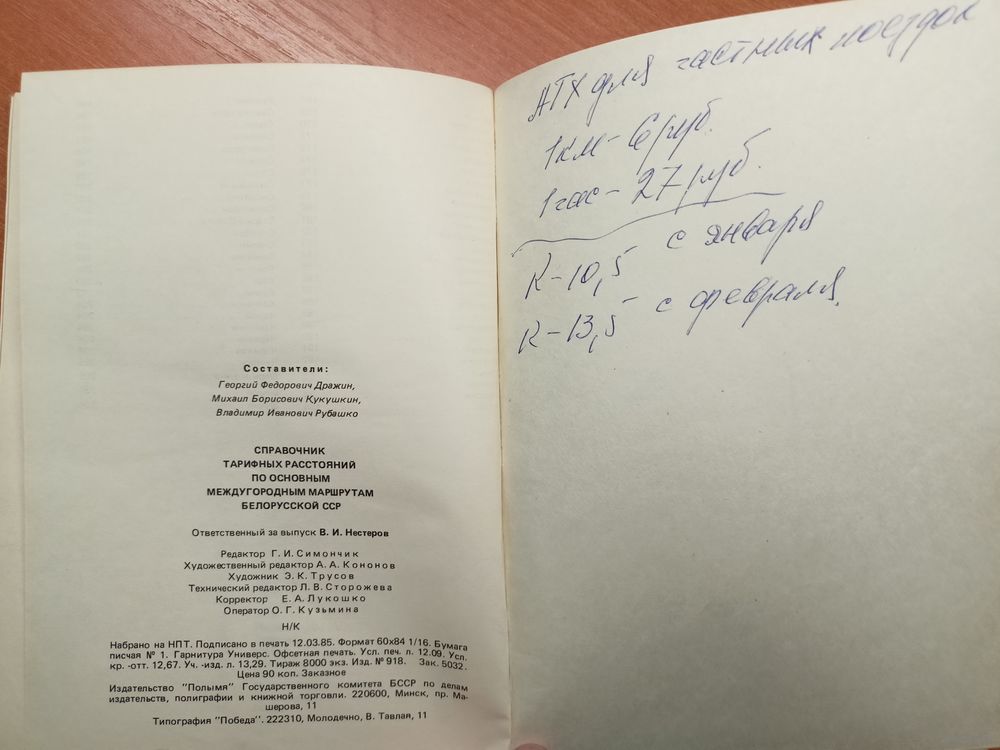 Составители:
Георгий Федорович Дражин,
Михаил Борисович Кукушкин,
Владимир Иванович Рубашко
СПРАВОЧНИК
ТАРИФНЫХ РАССТОЯНИЙ
ПО ОСНОВНЫМ
МЕЖДУГОРОДНЫМ МАРШРУТАМ
БЕЛОРУССКОЙ ССР
Ответственный за выпуск В. И. Нестеров
Редактор Г. И. Симончик
Художественный редактор А. А. Кононов
Художник Э. К. Трусов
Технический редактор Л. В. Сторожева
Корректор Е. А. Лукошко
Оператор О. Г. Кузьмина
Н/К
Набрано на НПТ. Подписано в печать 12.03.85. Формат 60х84 1/16. Бумага
писчая № 1. Гарнитура Универс. Офсетная печать. Усл. печ. л. 12.09. Усл.
кр. -отт. 12,67. Уч. -изд. л. 13,29. Тираж 8000 экз. Изд. № 918. Зак. 5032.
Цена 90 коп. Заказное
Издательство "Полымя" Государственного комитета БССР по делам
издательств, полиграфии и книжной торговли. 220600, Минск, пр. Ма-
шерова, 11
Типография "Победа". 222310, Молодечно, В. Тавлая, 11
АТХ для частных поездок
1км – 6 руб.
1час – 27 руб.
К – 10,5 с января
К – 13,5 с февраля.